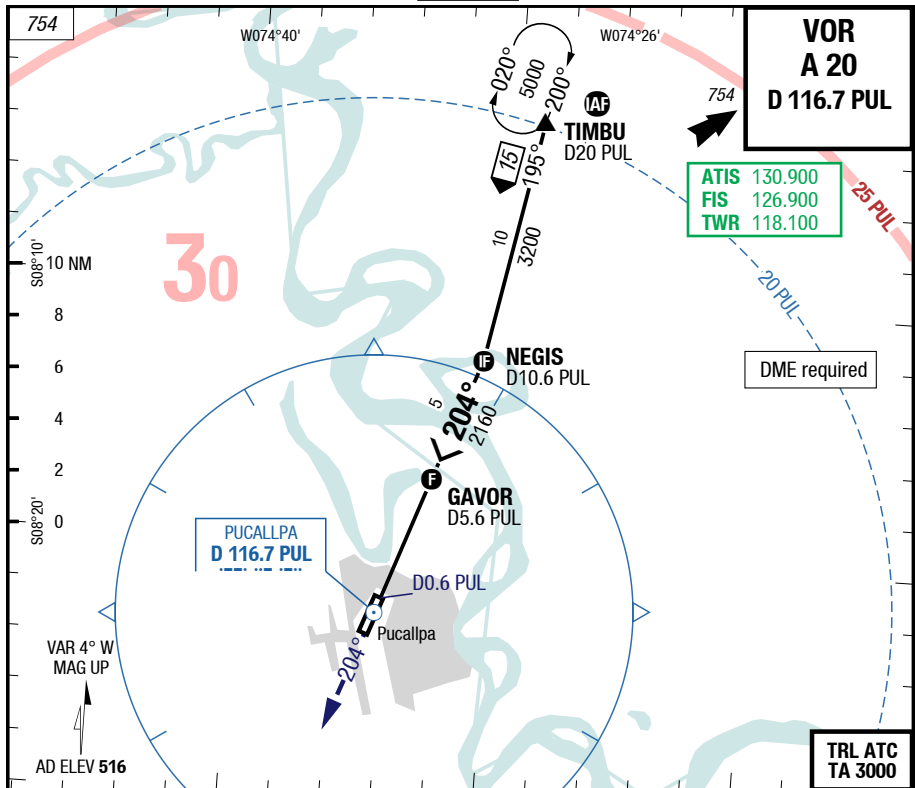 754
W074°40'
W074°26'
VOR
A 20
D 116.7 PUL
020°
5000
200°
IAF
TIMBU
D20 PUL
754
ATIS 130.900
FIS 126.900
TWR 118.100
25 PUL
15
195°
10
3200
S08°10'
10 NM
30
20 PUL
8
6
4
2
0
S08°20'
IF
NEGIS
D10.6 PUL
DME required
5
204°
2160
F
GAVOR
D5.6 PUL
PUCALLPA
D 116.7 PUL
D0.6 PUL
Pucallpa
204°
VAR 4° W
MAG UP
AD ELEV 516
TRL ATC
TA 3000